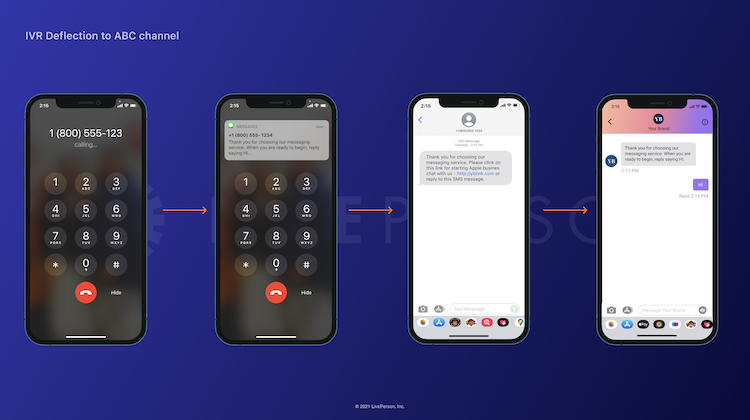 IVR Deflection to ABC channel
2:15
1 (800) 555-123
calling...
1
2
ABC
3
DEF
4
GHI
5
JKL
6
MNO
7
PQRS
8
TUV
9
WXYZ
*
0
+
#
Hide
2:15
MESSAGES
now
+1 (800) 555-1234
Thank you for choosing our messaging
service. When you are ready to begin, reply
saying Hi.
1
2
ABC
3
DEF
4
GHI
5
JKL
6
MNO
7
PQRS
8
TUV
9
WXYZ
*
0
+
#
Hide
2:15
+1(800)555 1234
Text Message
Tuesday, 2:15 PM
Thank you for choosing our
messaging service. Please click on
this link for starting Apple busines
chat with us - http://yblink.com or
reply to this SMS message.
Text Message
2:15
YB
Your Brand
Thank you for choosing our messaging
service. When you are
ready to begin, reply saying HI.
YB
2:13 PM
HI
Read 2:15 PM
Message Your Brand
LIVEPERSON
© 2021 LivePerson, Inc.